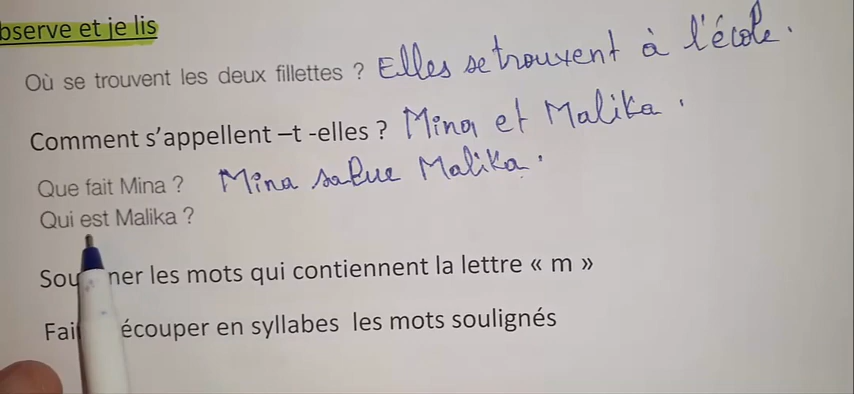 bserve et je lis
Où se trouvent les deux fillettes ? Elles se trouvent à l'école.
Comment s'appellent –t -elles ? Mina et Malika.
Que fait Mina ? Mina salue Malika.
Qui est Malika ?
Sou ner les mots qui contiennent la lettre « m »
Fai écouper en syllabes les mots soulignés